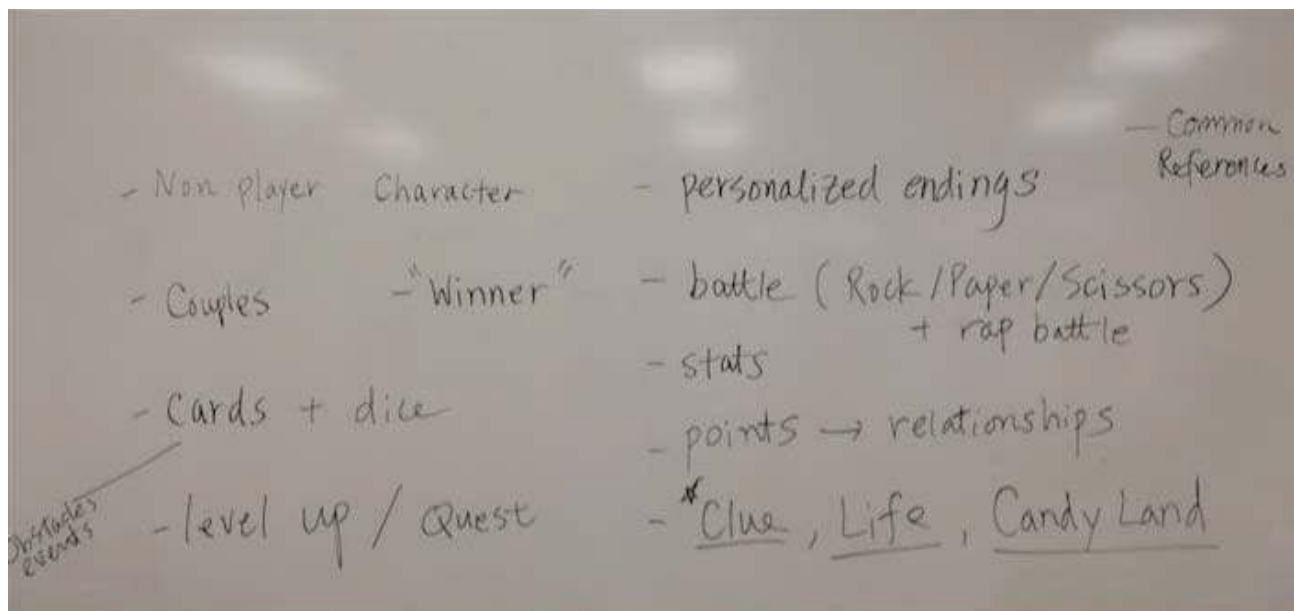 - Non player Character
- Couples - "Winner"
- Cards + dice
Obstacles
events
- level up / Quest
- personalized endings
- battle (Rock/Paper/Scissors)
+ rap battle
- stats
- points → relationships
- *Clue, Life, Candy Land
- Common
References